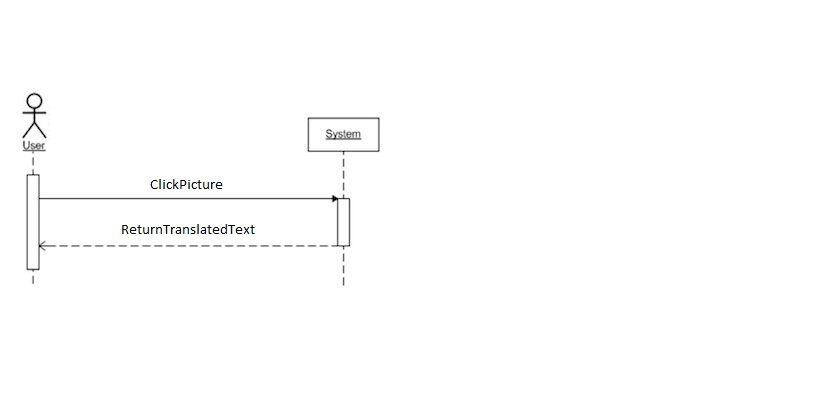 User
System
ClickPicture
ReturnTranslatedText